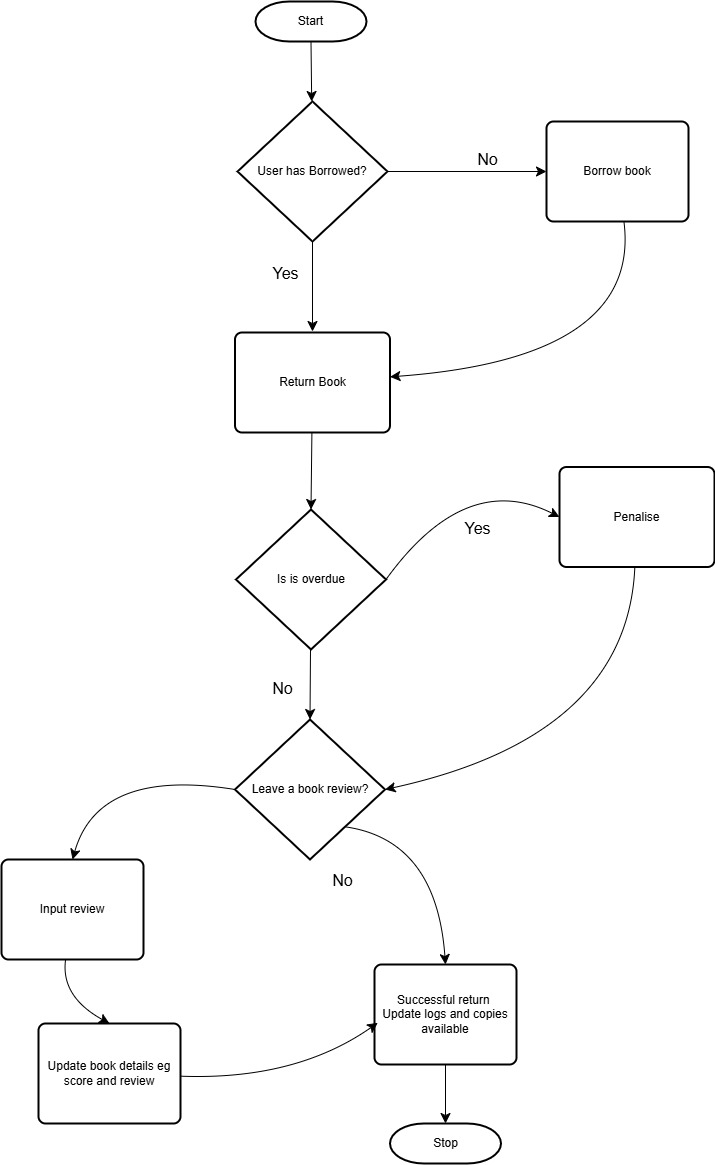 Start
User has Borrowed?
No
Borrow book
Yes
Return Book
Is is overdue
Yes
Penalise
No
Leave a book review?
No
Input review
Successful return
Update logs and copies
available
Update book details eg
score and review
Stop